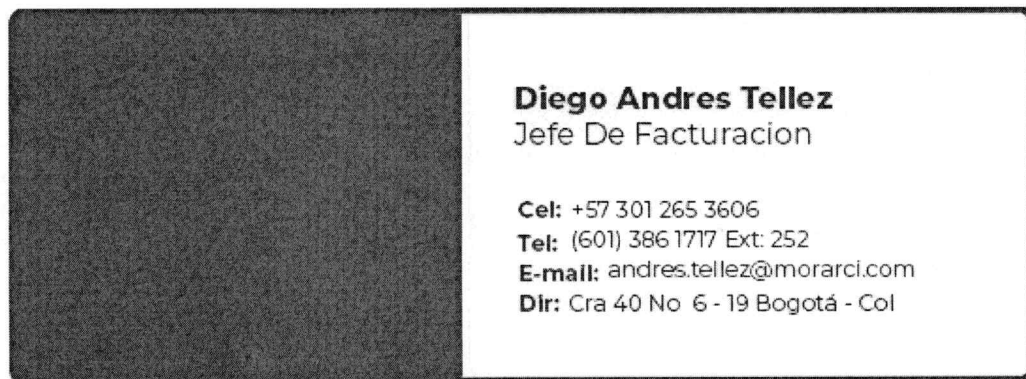 Diego Andres Tellez
Jefe De Facturacion
Cel: +57 301 265 3606
Tel: (601) 386 1717 Ext: 252
E-mail: andres.tellez@morarci.com
Dir: Cra 40 No 6 - 19 Bogotá - Col